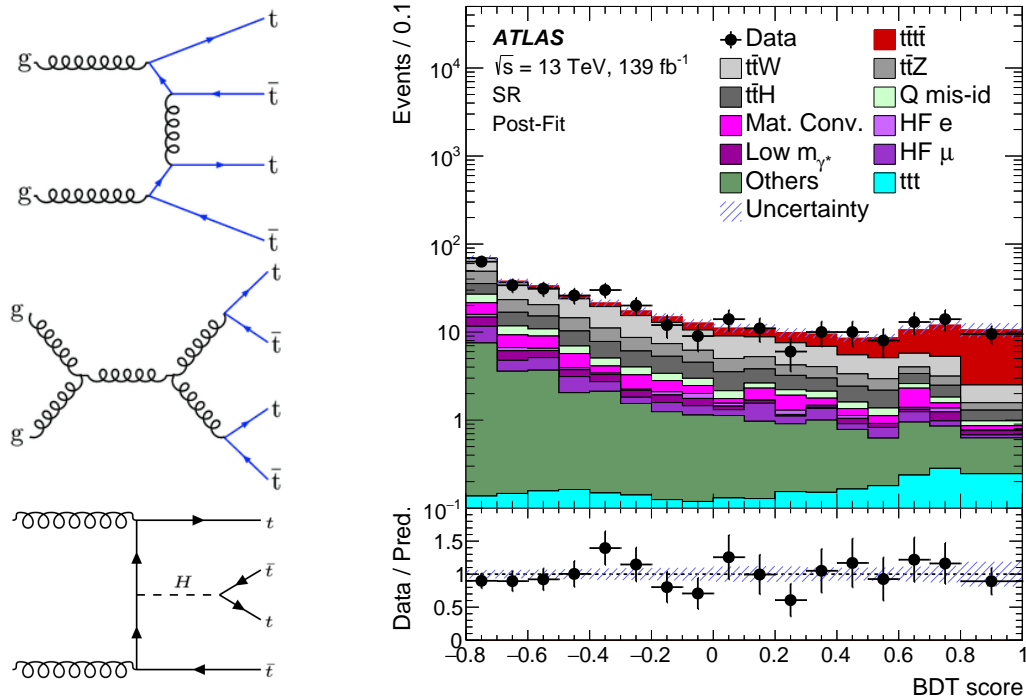 g
t
t̄
t
g
t̄
g
t
t̄
t
g
t̄
t
H
t̄
t
t̄
ATLAS
√s = 13 TeV, 139 fb⁻¹
SR
Post-Fit
Data
tt̄tt̄
tt̄W
tt̄Z
tt̄H
Q mis-id
Mat. Conv.
HF e
Low mᵧ*
HF μ
Others
ttt
Uncertainty
Events / 0.1
10⁴
10³
10²
10
1
10⁻¹
Data / Pred.
1.5
1
0.5
0
−0.8 −0.6 −0.4 −0.2 0 0.2 0.4 0.6 0.8 1
BDT score